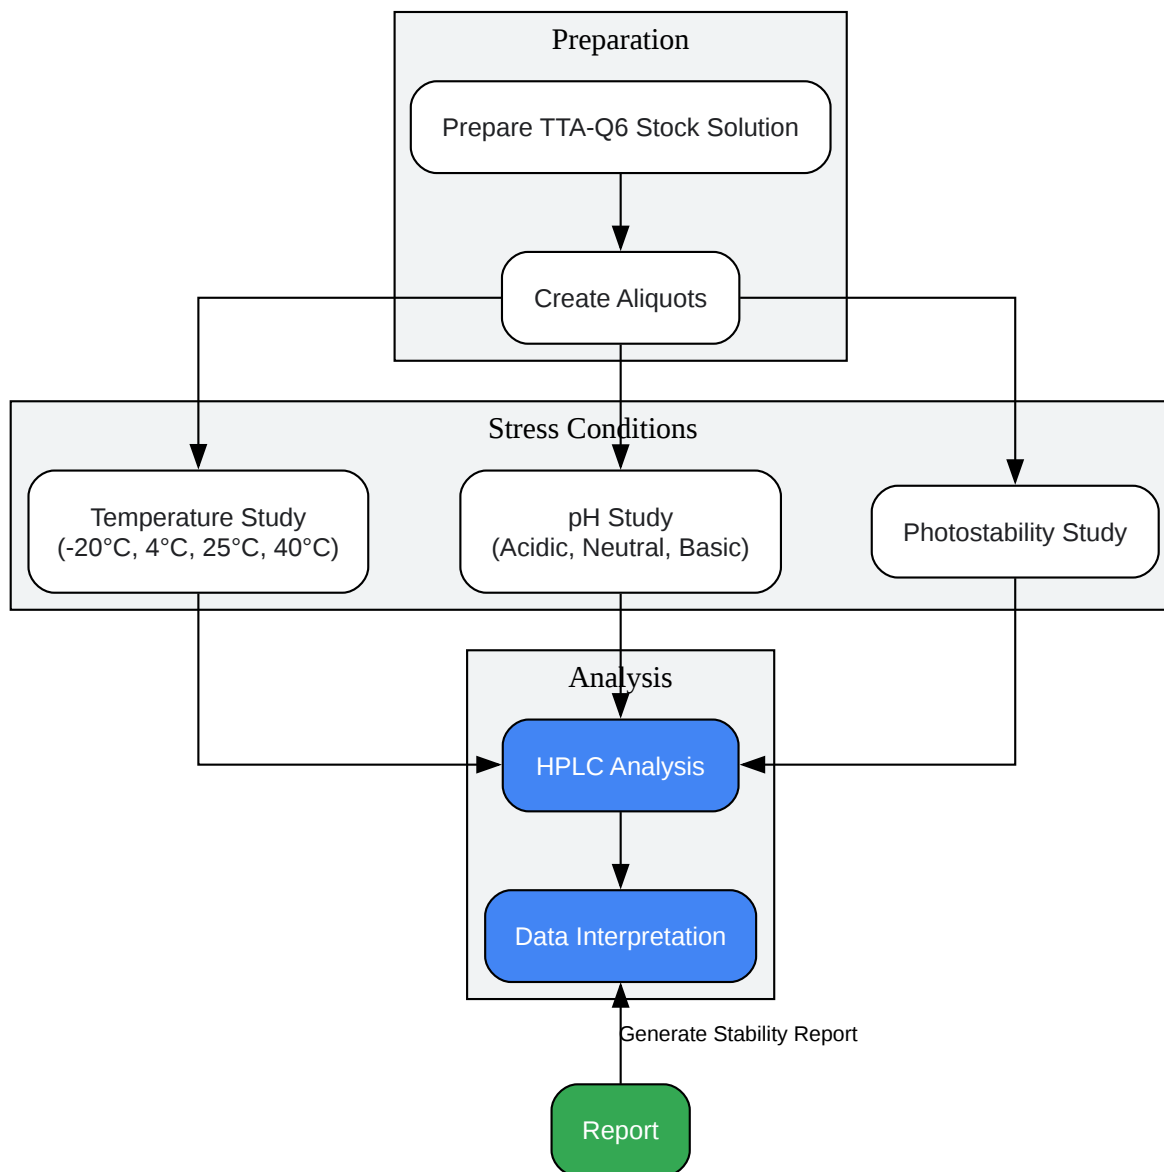 Preparation
Prepare TTA-Q6 Stock Solution
Create Aliquots
Stress Conditions
Temperature Study
(-20°C, 4°C, 25°C, 40°C)
pH Study
(Acidic, Neutral, Basic)
Photostability Study
Analysis
HPLC Analysis
Data Interpretation
Generate Stability Report
Report